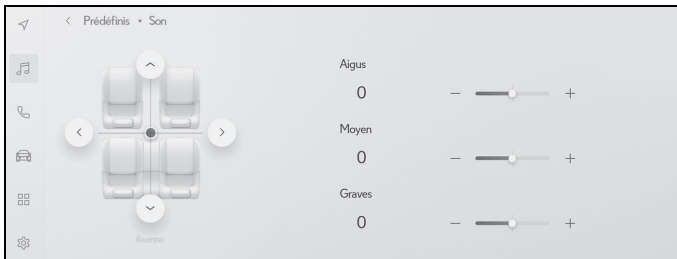 Prédéfinis • Son
Aigus
0
Moyen
0
Graves
0
Recentrer